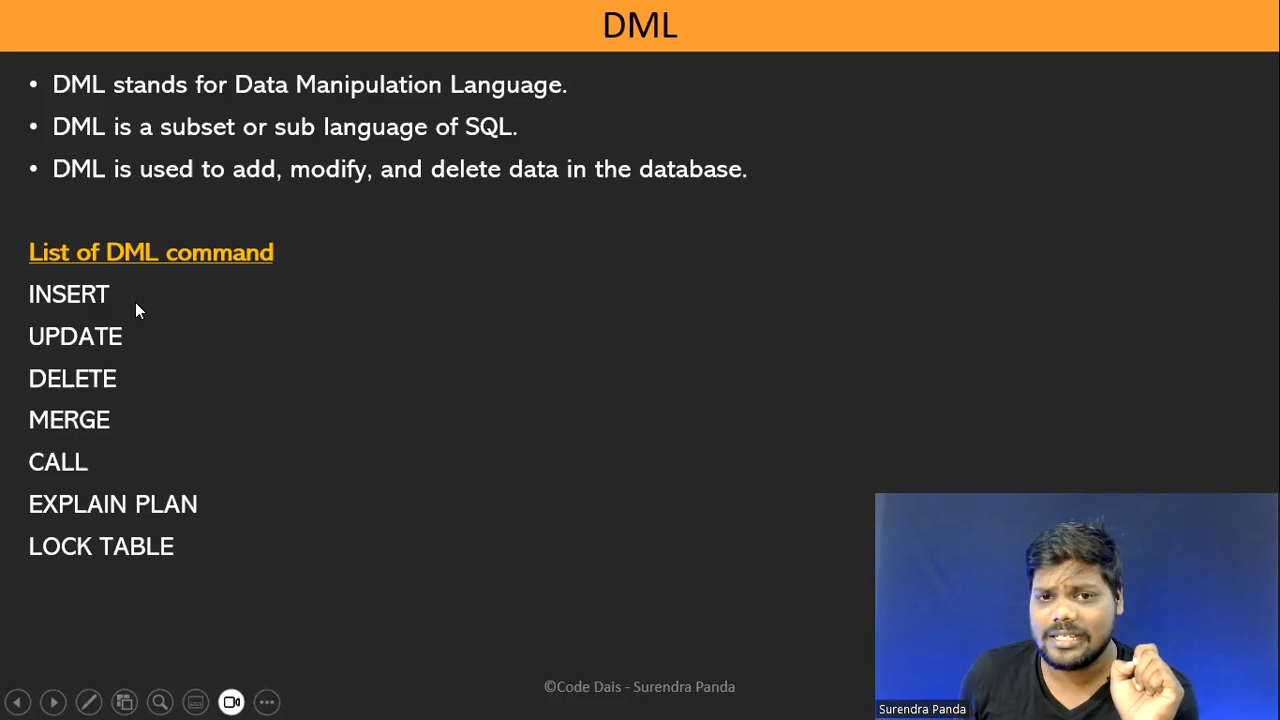 DML
• DML stands for Data Manipulation Language.
• DML is a subset or sub language of SQL.
• DML is used to add, modify, and delete data in the database.
List of DML command
INSERT
UPDATE
DELETE
MERGE
CALL
EXPLAIN PLAN
LOCK TABLE
©Code Dais - Surendra Panda
Surendra Panda